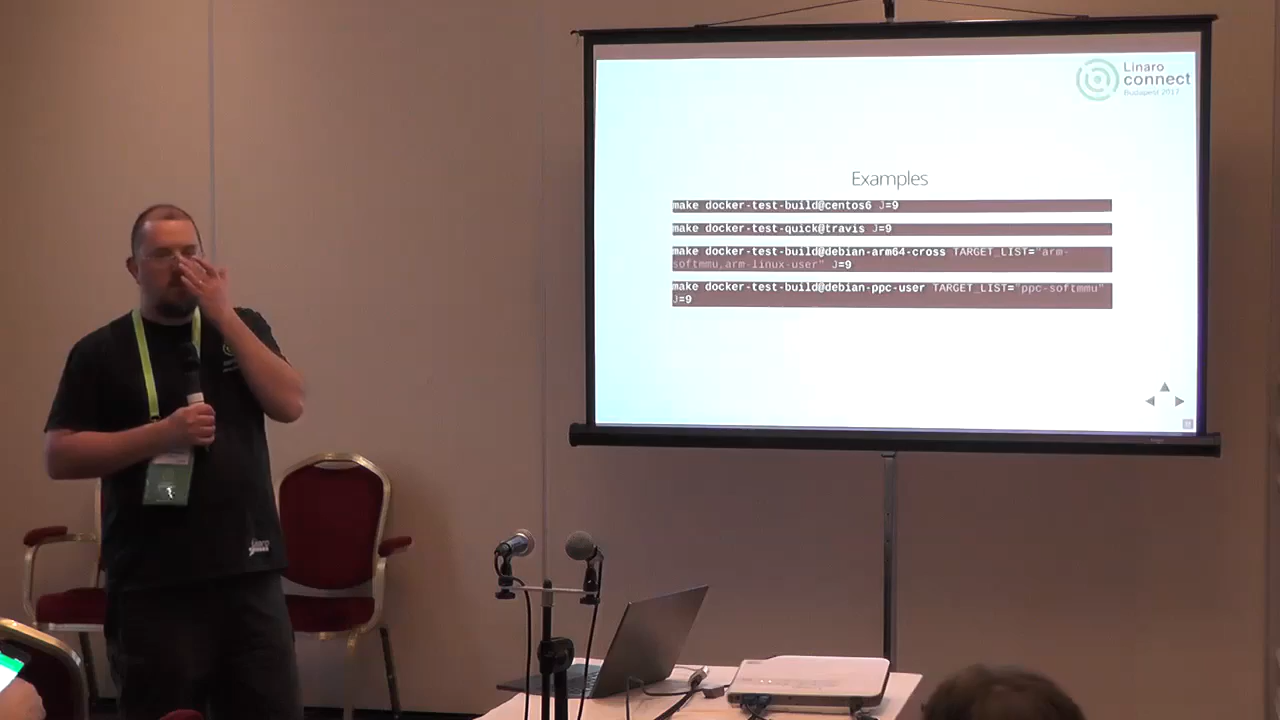 Linaro
connect
Budapest 2017
Examples
make docker-test-build@centos6 J=9
make docker-test-quick@travis J=9
make docker-test-build@debian-arm64-cross TARGET_LIST="arm-
softmmu,arm-linux-user" J=9
make docker-test-build@debian-ppc-user TARGET_LIST="ppc-softmmu"
J=9
Linaro